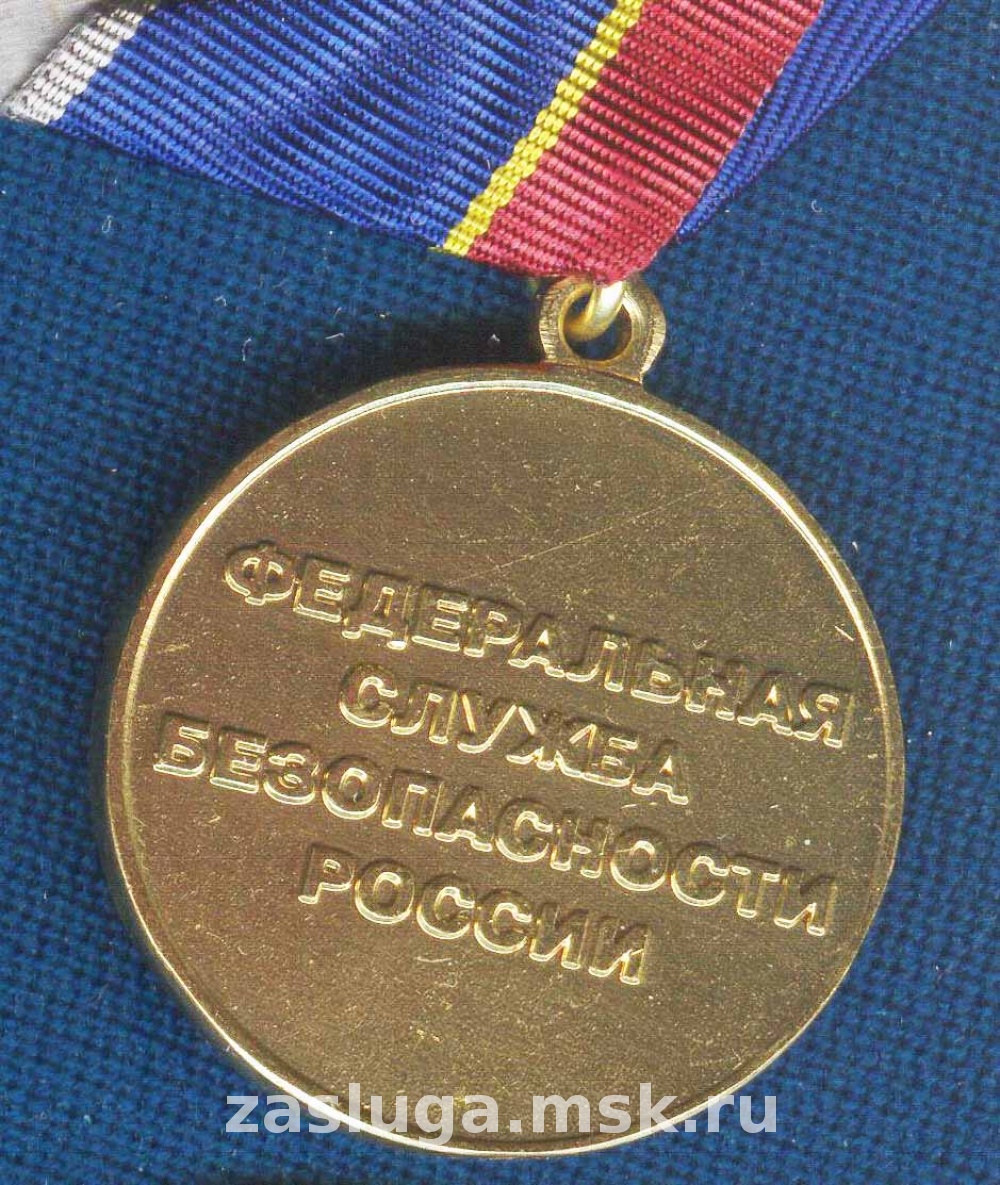 ФЕДЕРАЛЬНАЯ
СЛУЖБА
БЕЗОПАСНОСТИ
РОССИИ
zasluga.msk.ru